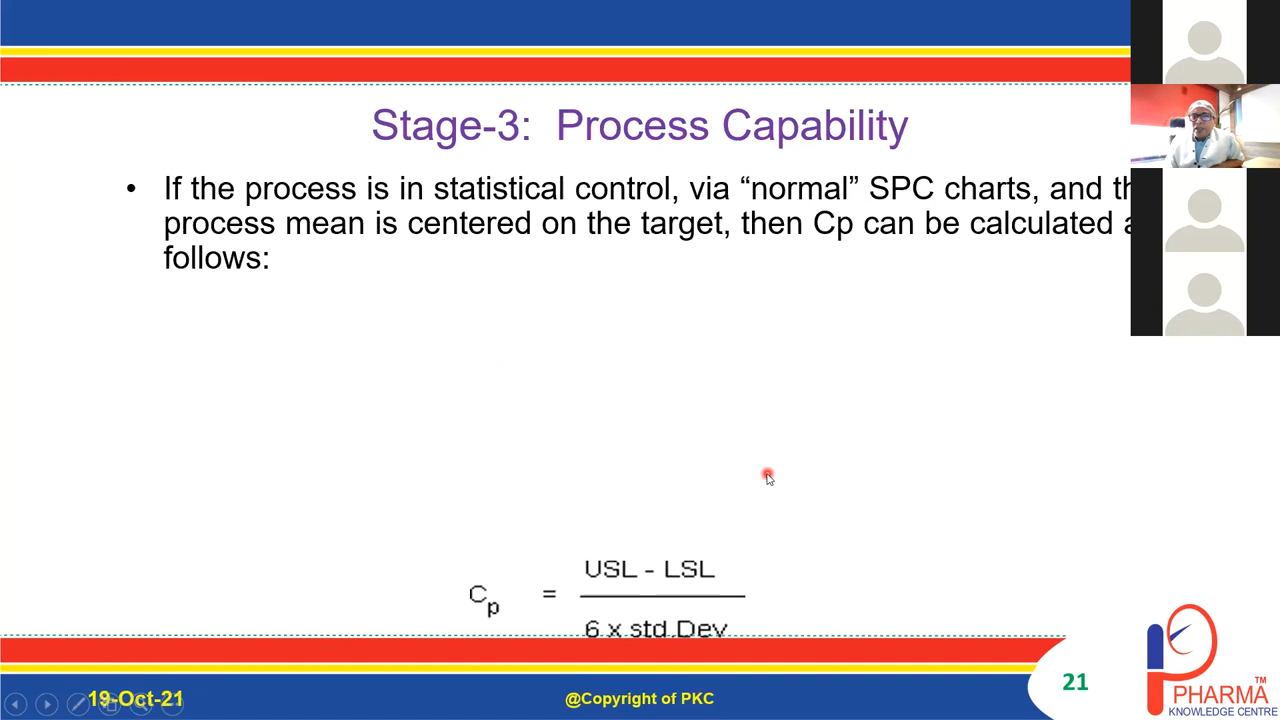 Stage-3: Process Capability
• If the process is in statistical control, via “normal” SPC charts, and th
process mean is centered on the target, then Cp can be calculated a
follows:
USL - LSL
Cp =
6 x std.Dev
19-Oct-21
@Copyright of PKC
21
PHARMA TM
KNOWLEDGE CENTRE